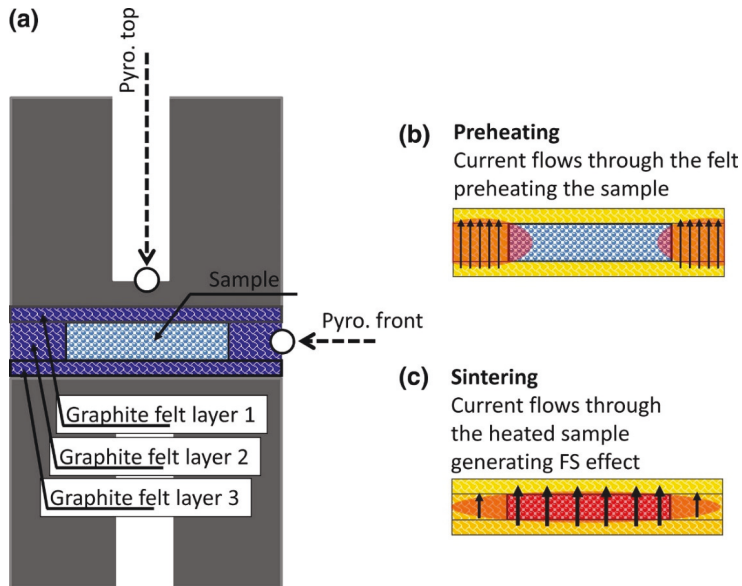 (a)
Pyro. top
Sample
Pyro. front
Graphite felt layer 1
Graphite felt layer 2
Graphite felt layer 3
(b) Preheating
Current flows through the felt
preheating the sample
(c) Sintering
Current flows through
the heated sample
generating FS effect